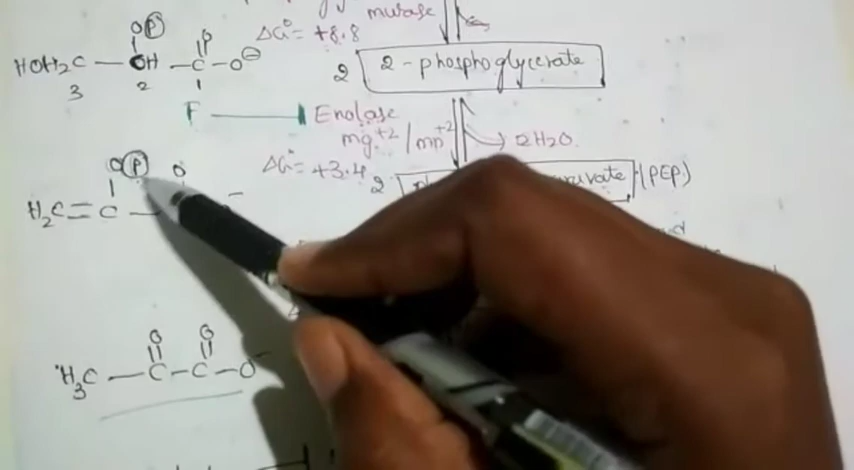 mutase
O(P)
ΔG° = +8.8
HOH₂C — CH — C - O⊖
3 2 1
2 2-phosphoglycerate
F Enolase
mg⁺² / mn⁺²
2H₂O
ΔG° = +3.4
O(P) O
2 (PEP)
H₂C = C —
O O
H₃C — C - C - O⁻